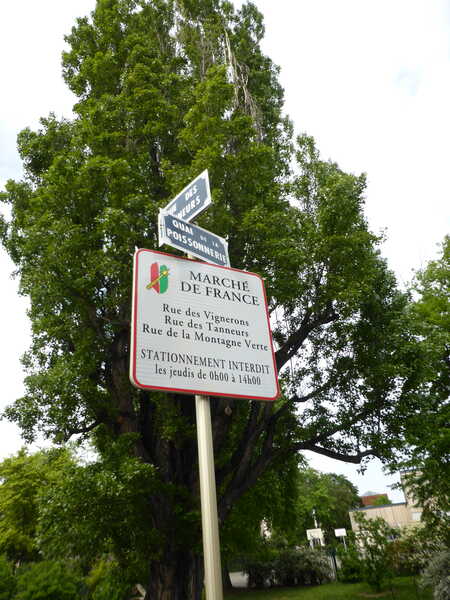 DES
QUAI DE LA
POISSONNERIE
MARCHÉ
DE FRANCE
Rue des Vignerons
Rue des Tanneurs
Rue de la Montagne Verte
STATIONNEMENT INTERDIT
les jeudis de 0h00 à 14h00